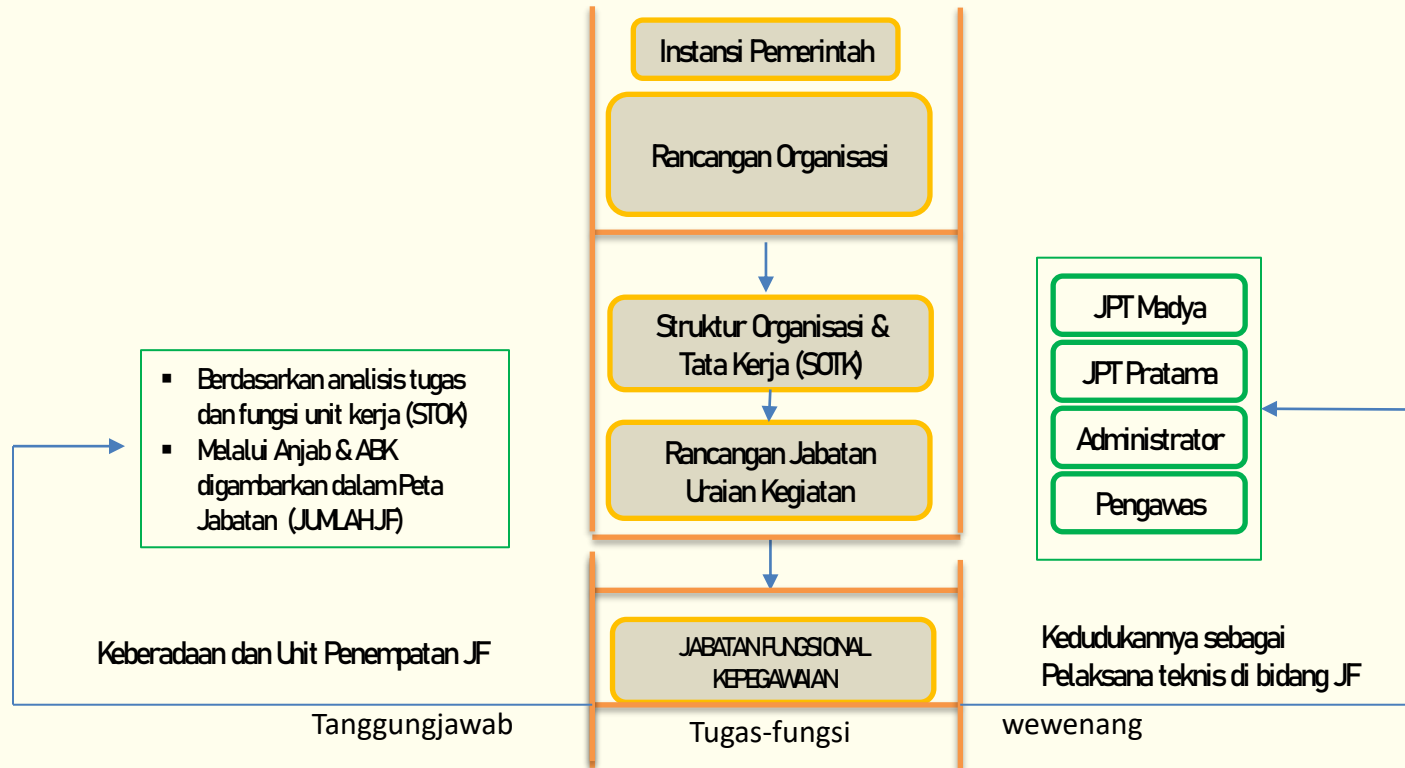 Instansi Pemerintah
Rancangan Organisasi
Struktur Organisasi &
Tata Kerja (SOTK)
Rancangan Jabatan
Uraian Kegiatan
JABATAN FUNGSIONAL
KEPEGAWAIAN
Tugas-fungsi
▪ Berdasarkan analisis tugas
dan fungsi unit kerja (STOK)
▪ Melalui Anjab & ABK
digambarkan dalam Peta
Jabatan (JUMLAH JF)
Keberadaan dan Unit Penempatan JF
Tanggungjawab
JPT Madya
JPT Pratama
Administrator
Pengawas
Kedudukannya sebagai
Pelaksana teknis di bidang JF
wewenang